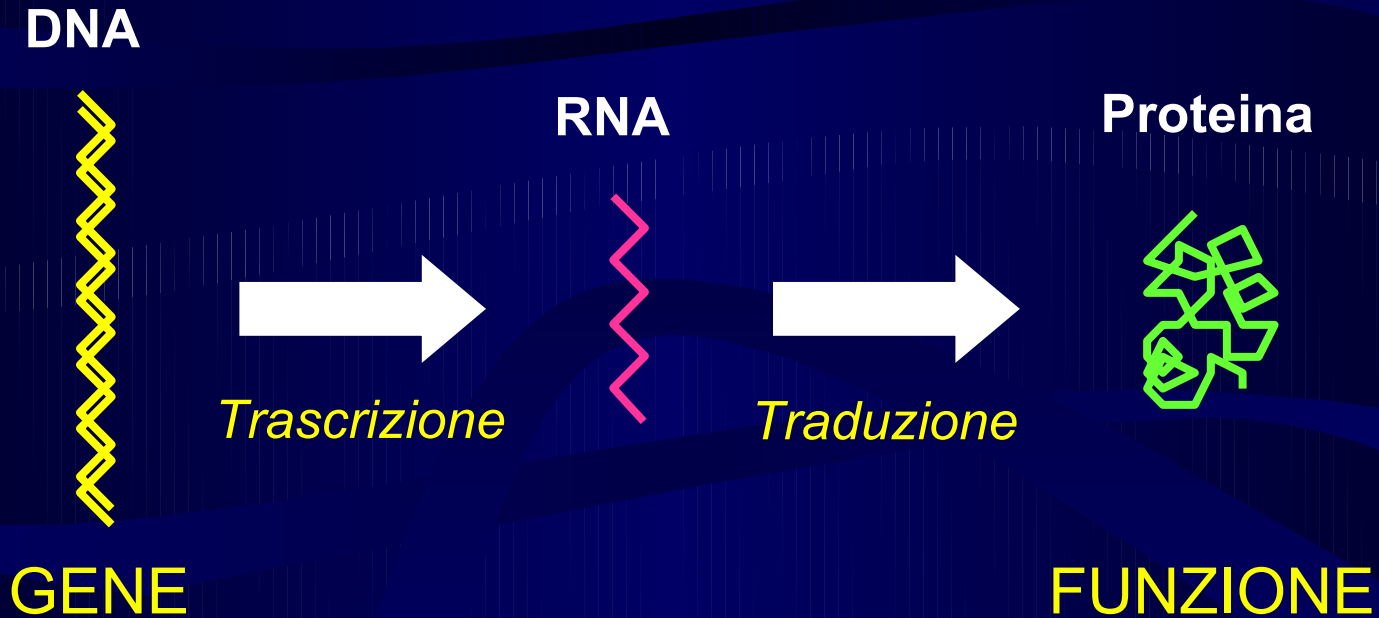 DNA
RNA
Proteina
Trascrizione
Traduzione
GENE
FUNZIONE